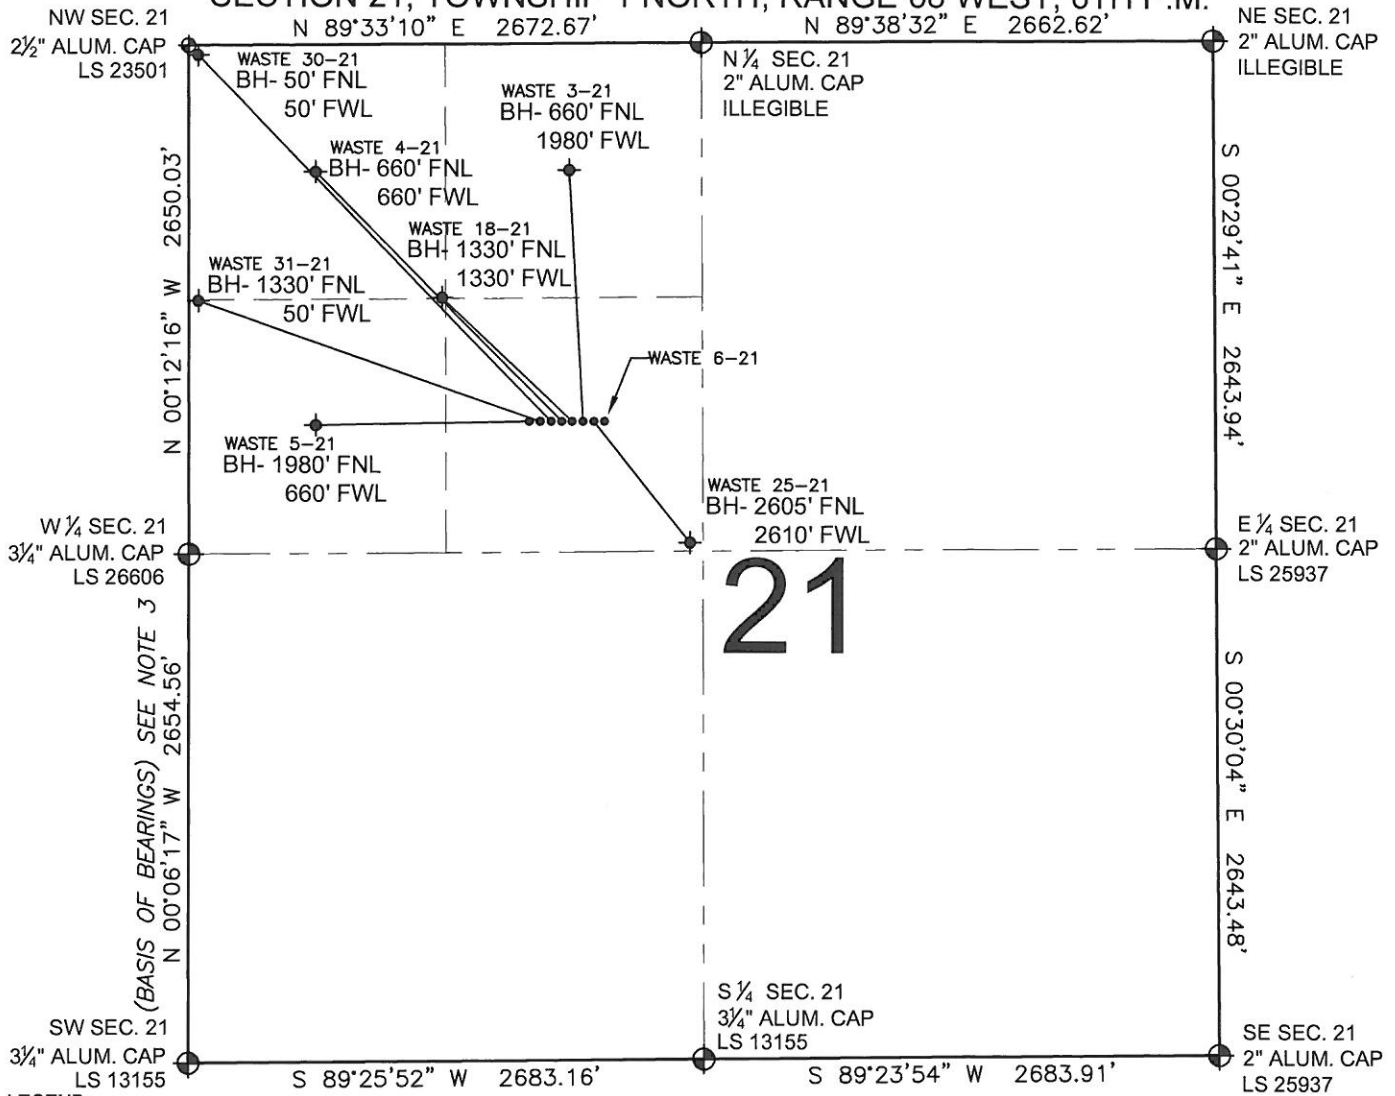 N 89°33'10" E 2672.67'
N 89°38'32" E 2662.62'
NW SEC. 21
2½" ALUM. CAP
LS 23501
N ¼ SEC. 21
2" ALUM. CAP
ILLEGIBLE
NE SEC. 21
2" ALUM. CAP
ILLEGIBLE
WASTE 30-21
BH- 50' FNL
50' FWL
WASTE 3-21
BH- 660' FNL
1980' FWL
WASTE 4-21
BH- 660' FNL
660' FWL
WASTE 18-21
BH- 1330' FNL
1330' FWL
WASTE 31-21
BH- 1330' FNL
50' FWL
WASTE 6-21
WASTE 5-21
BH- 1980' FNL
660' FWL
WASTE 25-21
BH- 2605' FNL
2610' FWL
N 00°12'16" W 2650.03'
S 00°29'41" E 2643.94'
W ¼ SEC. 21
3¼" ALUM. CAP
LS 26606
E ¼ SEC. 21
2" ALUM. CAP
LS 25937
21
(BASIS OF BEARINGS) SEE NOTE 3
N 00°06'17" W 2654.56'
S 00°30'04" E 2643.48'
SW SEC. 21
3¼" ALUM. CAP
LS 13155
S ¼ SEC. 21
3¼" ALUM. CAP
LS 13155
SE SEC. 21
2" ALUM. CAP
LS 25937
S 89°25'52" W 2683.16'
S 89°23'54" W 2683.91'